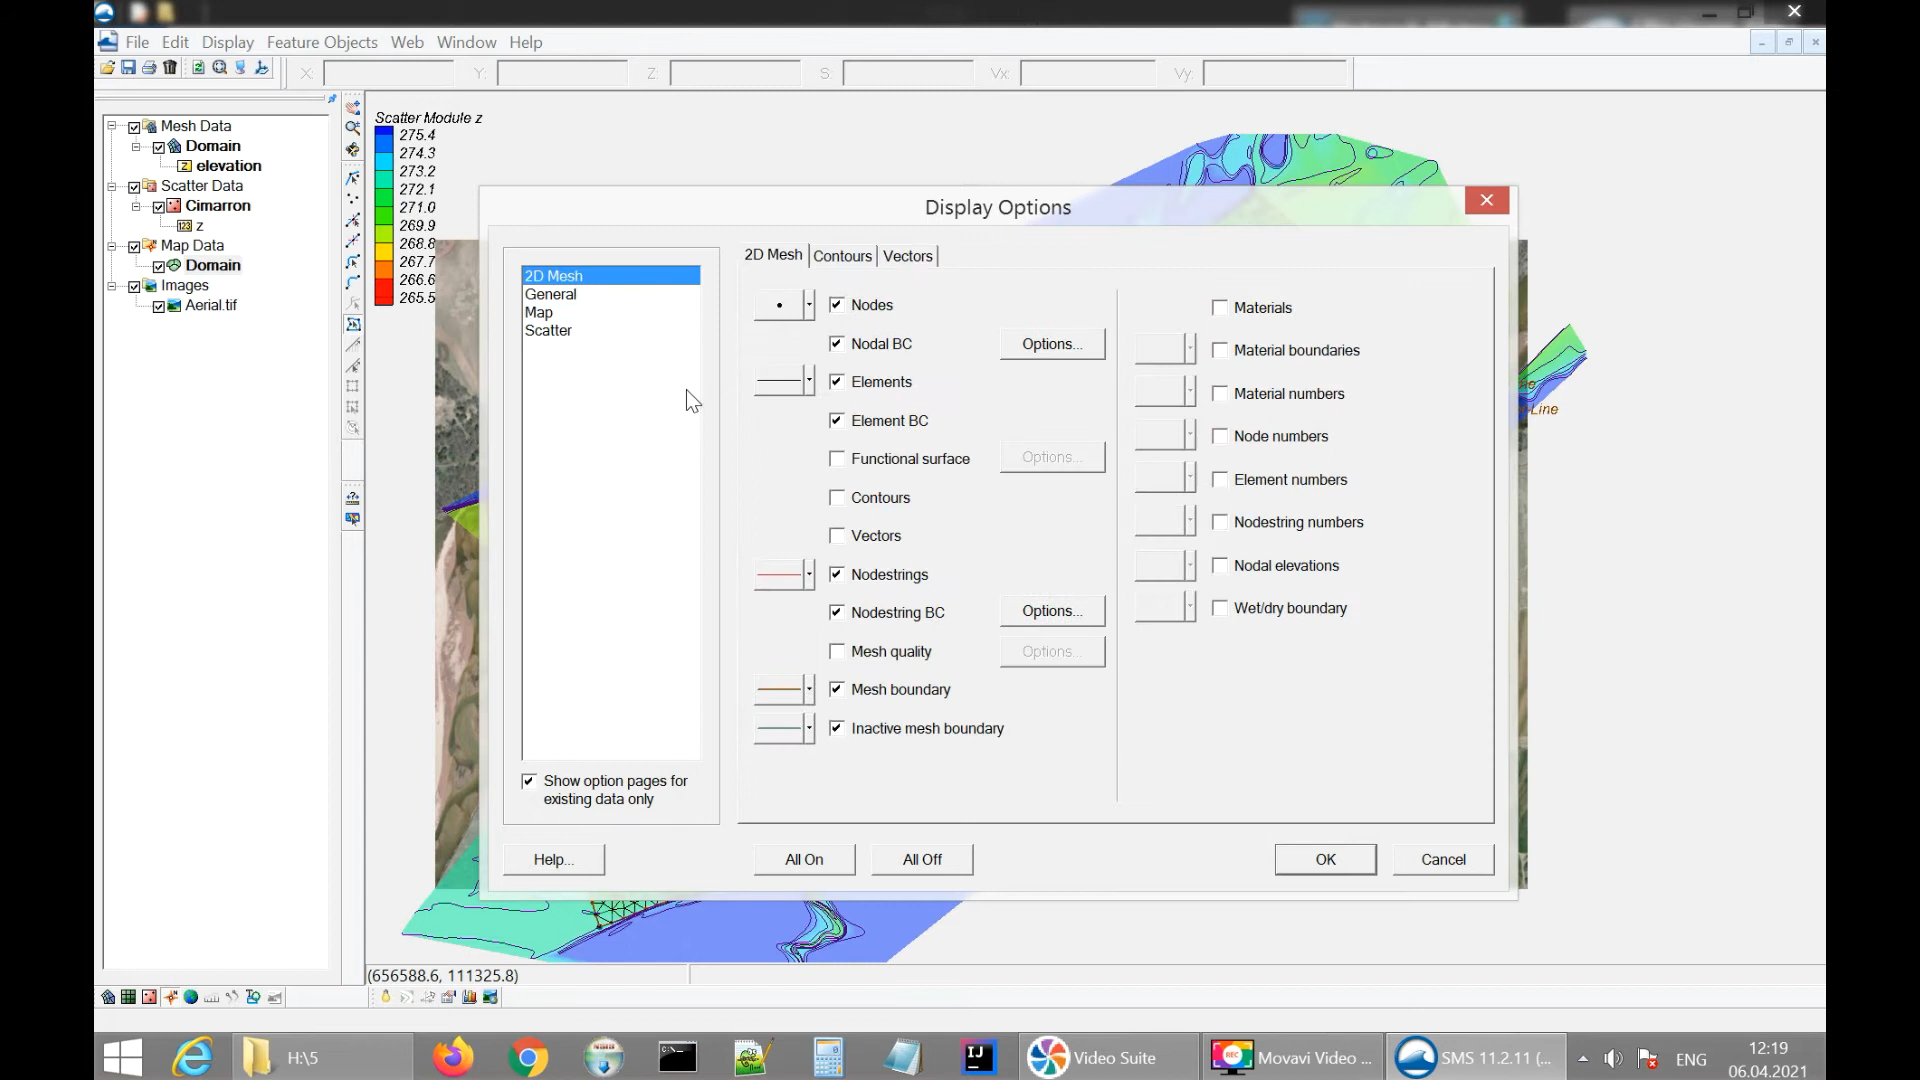 File Edit Display Feature Objects Web Window Help
X: Y: Z: S: Vx: Vy:
Mesh Data
Domain
elevation
Scatter Data
Cimarron
z
Map Data
Domain
Images
Aerial.tif
Scatter Module z
275.4
274.3
273.2
272.1
271.0
269.9
268.8
267.7
266.6
265.5
Display Options
2D Mesh
General
Map
Scatter
Show option pages for
existing data only
2D Mesh Contours Vectors
Nodes
Nodal BC Options...
Elements
Element BC
Functional surface Options...
Contours
Vectors
Nodestrings
Nodestring BC Options...
Mesh quality Options...
Mesh boundary
Inactive mesh boundary
Materials
Material boundaries
Material numbers
Node numbers
Element numbers
Nodestring numbers
Nodal elevations
Wet/dry boundary
Help... All On All Off OK Cancel
Line
(656588.6, 111325.8)
H:\5
Video Suite
Movavi Video ...
SMS 11.2.11 (...
ENG
12:19
06.04.2021